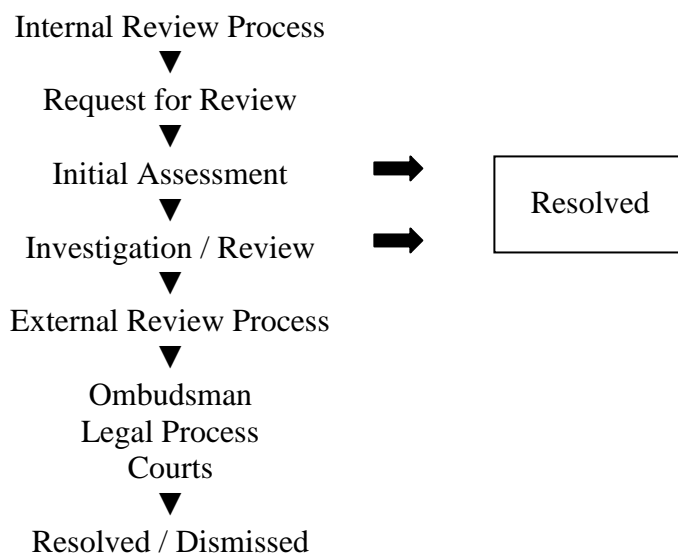 Internal Review Process
Request for Review
Initial Assessment
Resolved
Investigation / Review
External Review Process
Ombudsman
Legal Process
Courts
Resolved / Dismissed